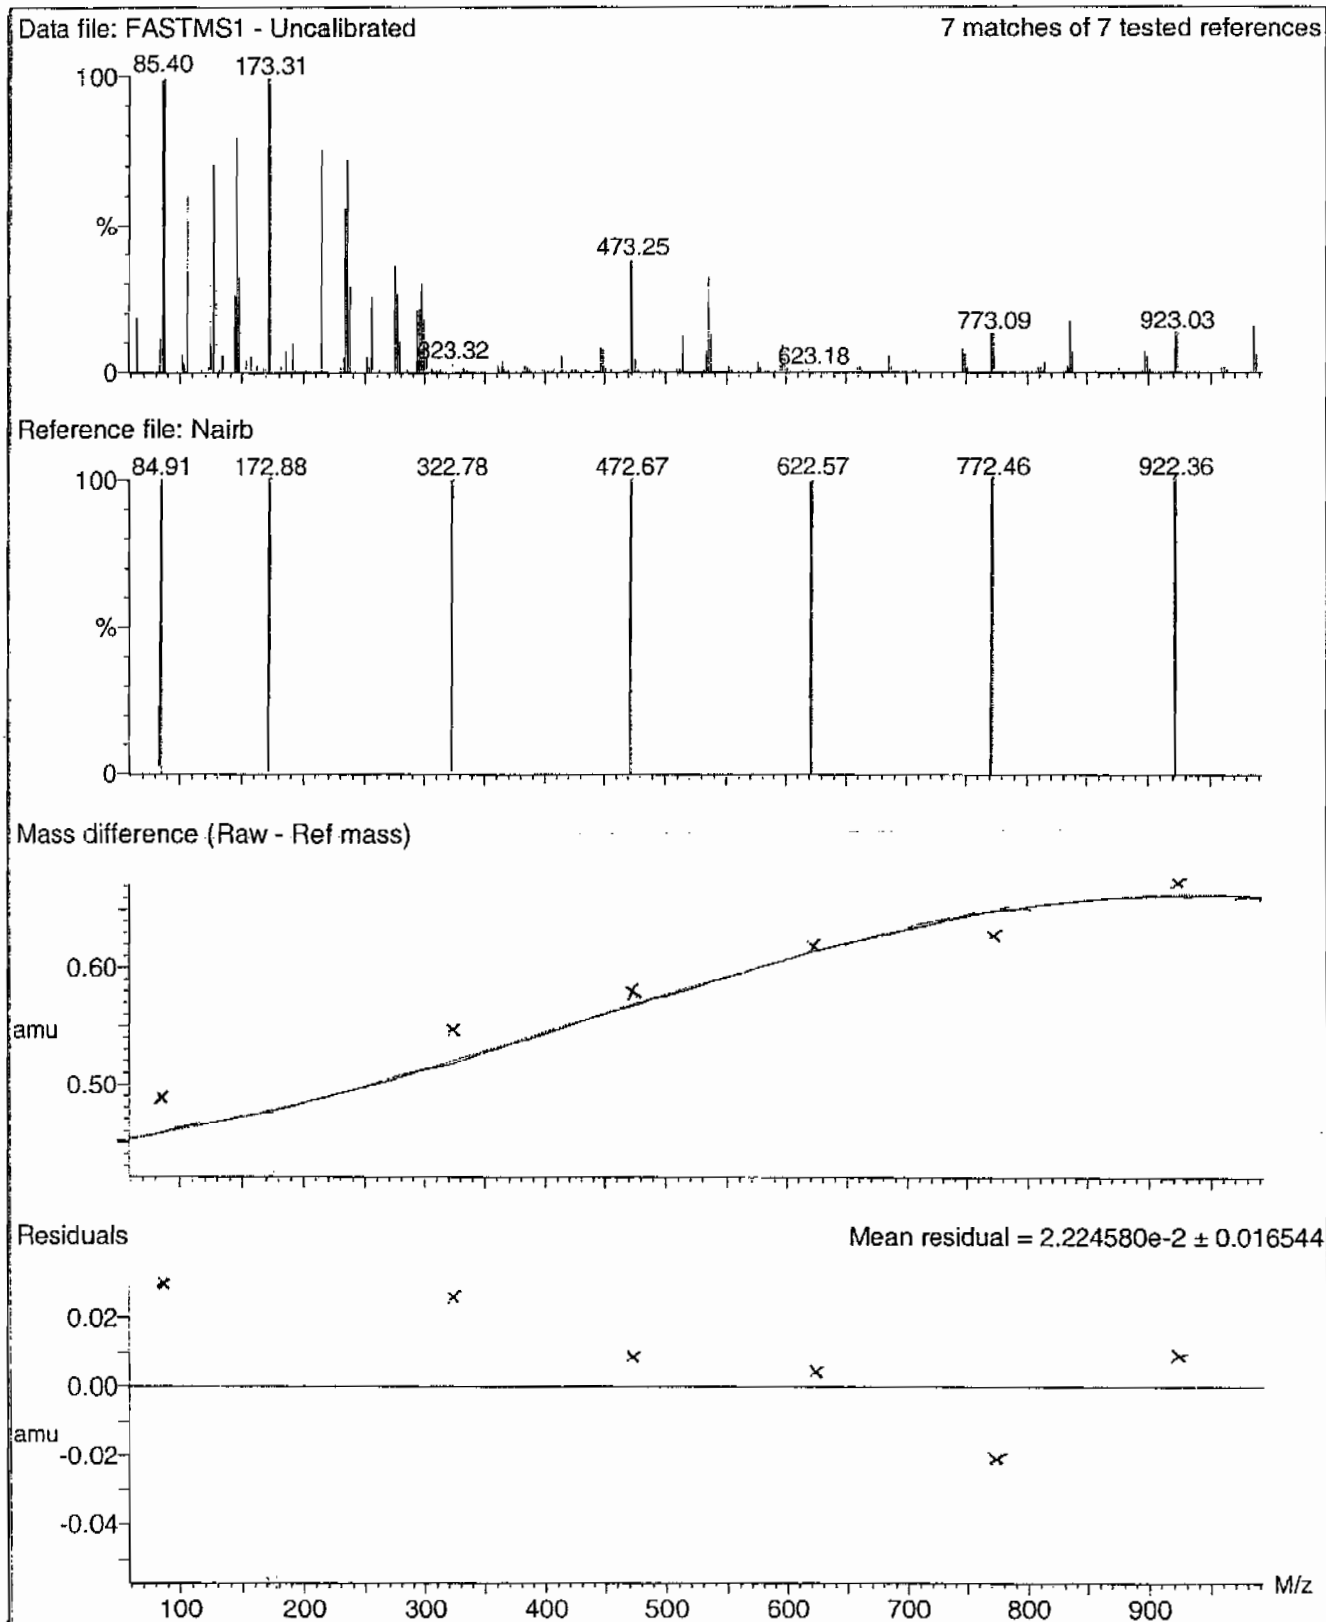 Data file: FASTMS1 - Uncalibrated 7 matches of 7 tested references
85.40 173.31
100
%
473.25
773.09 923.03
323.32 623.18
0
Reference file: Nairb
84.91 172.88 322.78 472.67 622.57 772.46 922.36
100
%
0
Mass difference (Raw - Ref mass)
0.60
amu
0.50
Residuals Mean residual = 2.224580e-2 ± 0.016544
0.02
0.00
amu
-0.02
-0.04
M/z
100 200 300 400 500 600 700 800 900